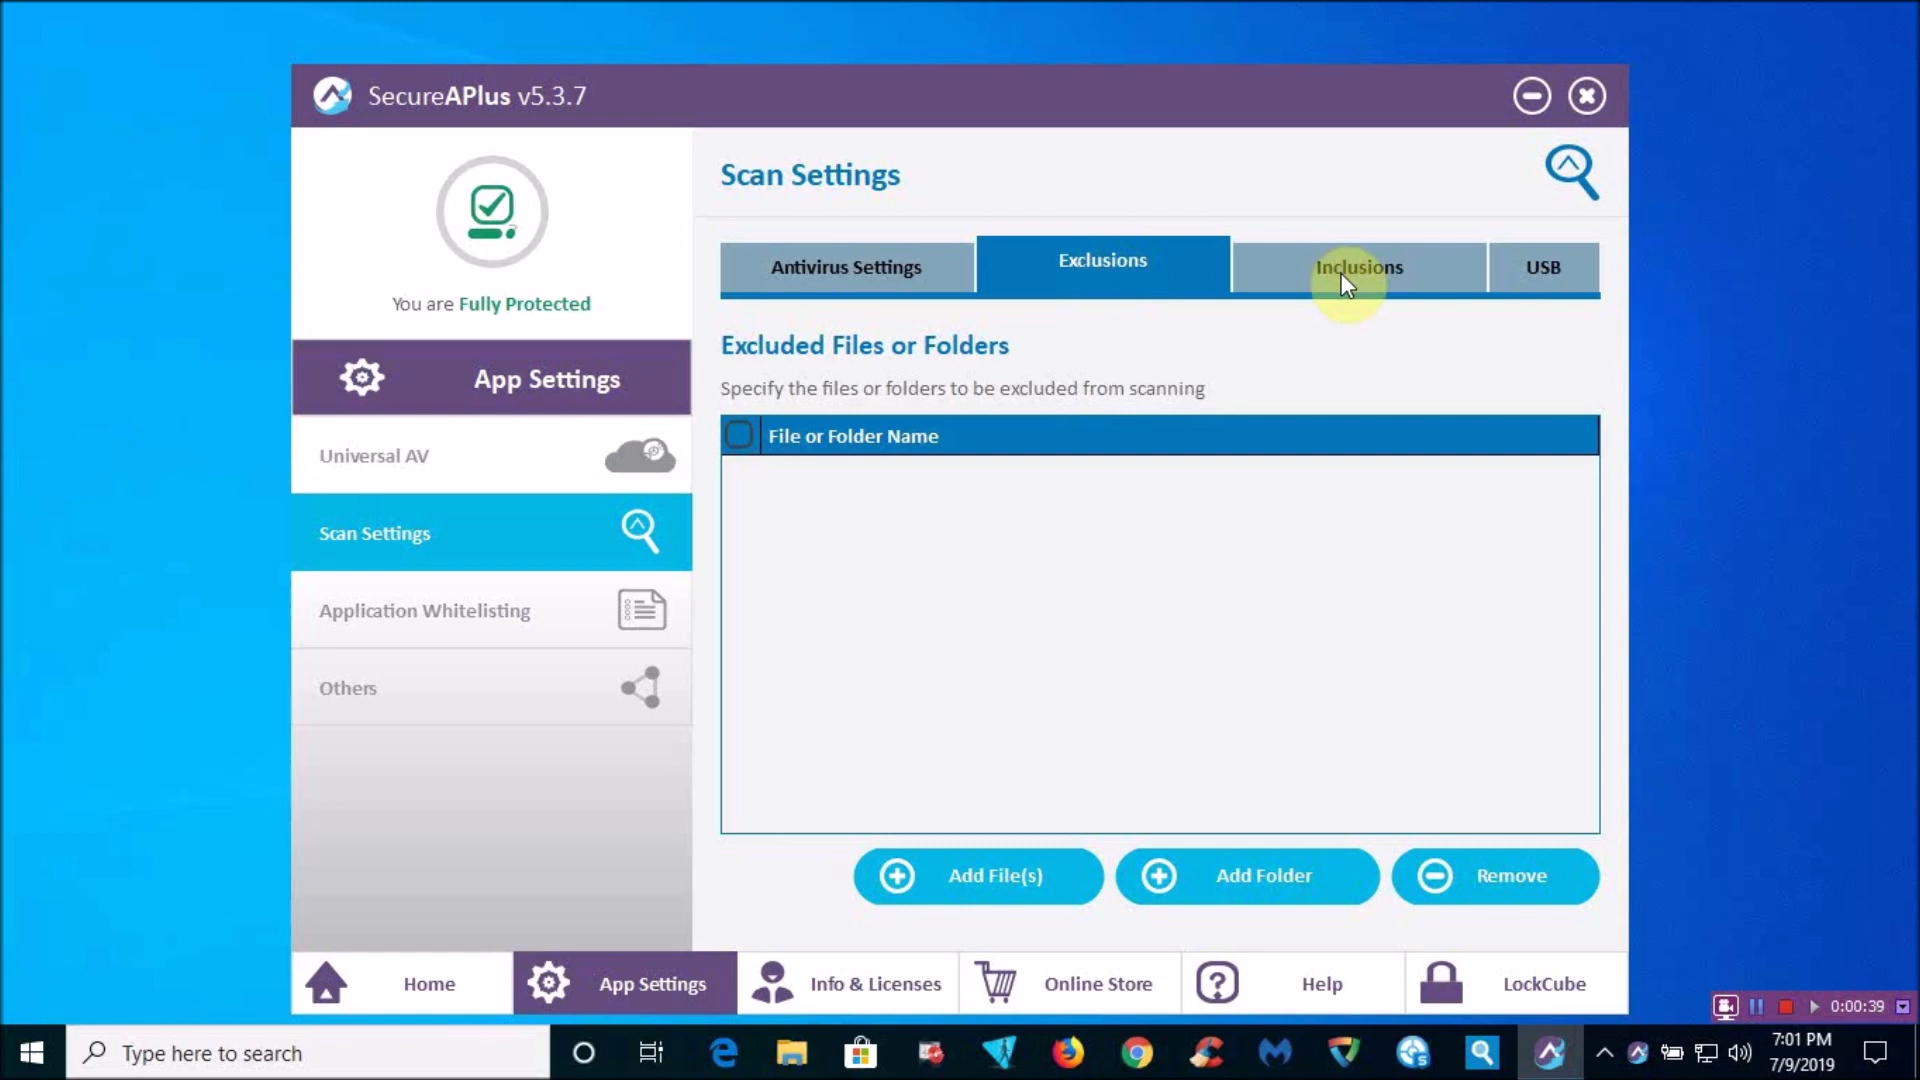 SecureAPlus v5.3.7
You are Fully Protected
App Settings
Universal AV
Scan Settings
Application Whitelisting
Others
Scan Settings
Antivirus Settings
Exclusions
Inclusions
USB
Excluded Files or Folders
Specify the files or folders to be excluded from scanning
File or Folder Name
Add File(s)
Add Folder
Remove
Home
App Settings
Info & Licenses
Online Store
Help
LockCube
0:00:39
Type here to search
7:01 PM
7/9/2019